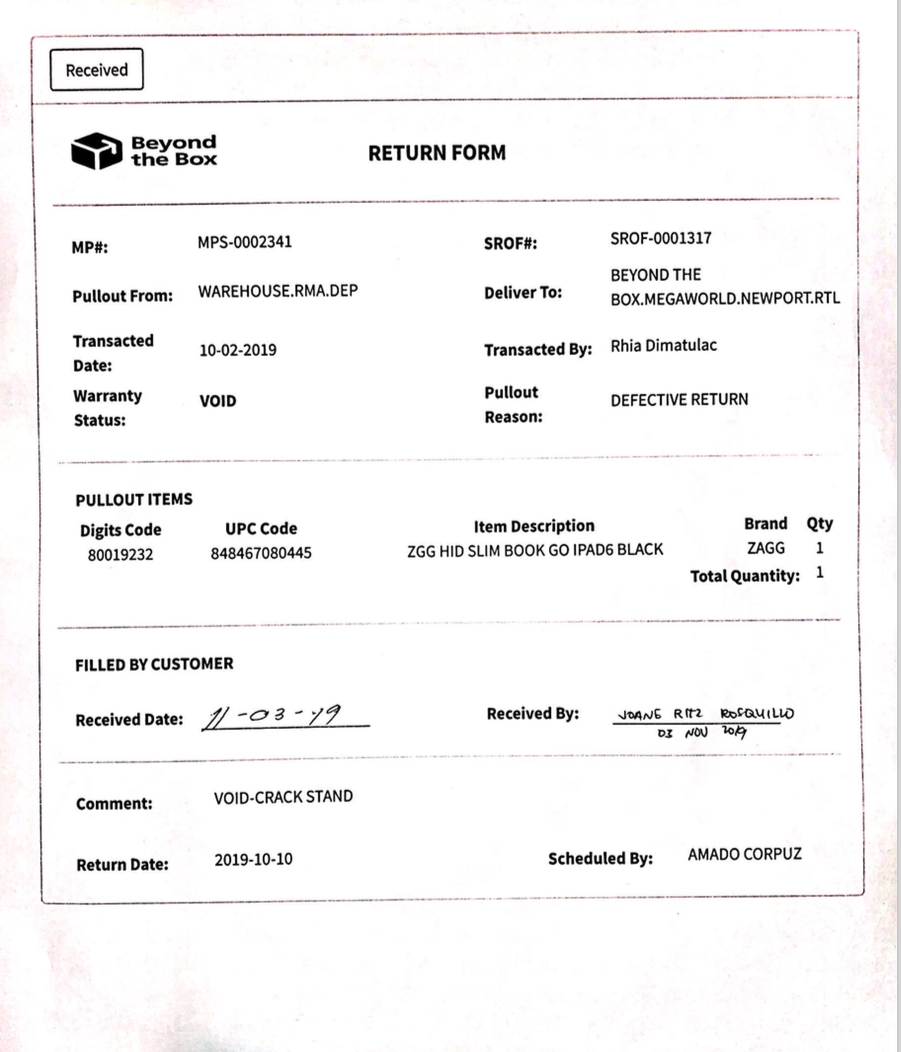 Received
Beyond
the Box
RETURN FORM
MP#: MPS-0002341 SROF#: SROF-0001317
Pullout From: WAREHOUSE.RMA.DEP Deliver To: BEYOND THE
BOX.MEGAWORLD.NEWPORT.RTL
Transacted
Date: 10-02-2019 Transacted By: Rhia Dimatulac
Warranty
Status: VOID Pullout
Reason: DEFECTIVE RETURN
PULLOUT ITEMS
Digits Code UPC Code Item Description Brand Qty
80019232 848467080445 ZGG HID SLIM BOOK GO IPAD6 BLACK ZAGG 1
Total Quantity: 1
FILLED BY CUSTOMER
Received Date: 11-03-19 Received By: JOANE RITZ ROSQUILLO
03 NOV 2019
Comment: VOID-CRACK STAND
Return Date: 2019-10-10 Scheduled By: AMADO CORPUZ